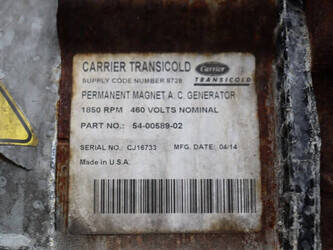 CARRIER TRANSICOLD
Carrier
TRANSICOLD
SUPPLY CODE NUMBER 9739
PERMANENT MAGNET A. C. GENERATOR
1850 RPM 460 VOLTS NOMINAL
PART NO.: 54-00589-02
SERIAL NO.: CJ16733 MFG. DATE: 04/14
Made in U.S.A.